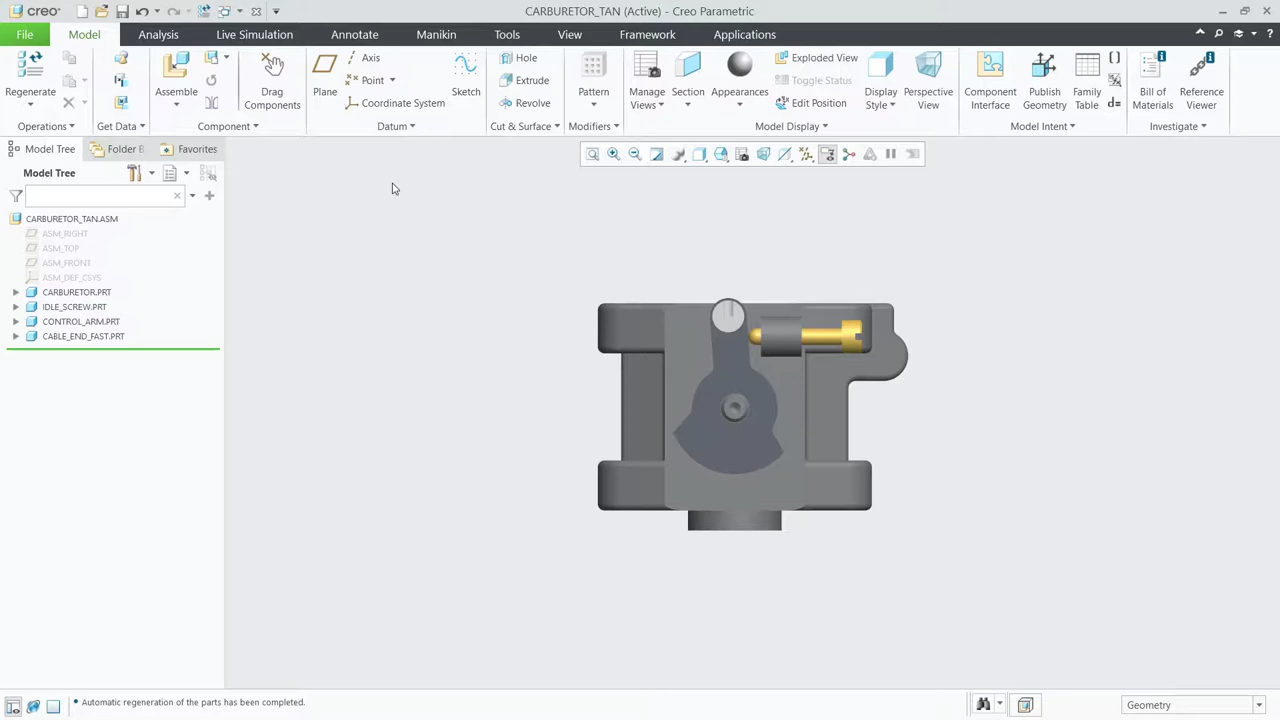 creo
CARBURETOR_TAN (Active) - Creo Parametric
File
Model
Analysis
Live Simulation
Annotate
Manikin
Tools
View
Framework
Applications
Regenerate
Operations
Get Data
Assemble
Drag
Components
Component
Plane
Axis
Point
Coordinate System
Sketch
Datum
Hole
Extrude
Revolve
Cut & Surface
Pattern
Modifiers
Manage
Views
Section
Appearances
Exploded View
Toggle Status
Edit Position
Display
Style
Perspective
View
Model Display
Component
Interface
Publish
Geometry
Family
Table
Model Intent
Bill of
Materials
Reference
Viewer
Investigate
Model Tree
Folder B
Favorites
Model Tree
CARBURETOR_TAN.ASM
ASM_RIGHT
ASM_TOP
ASM_FRONT
ASM_DEF_CSYS
CARBURETOR.PRT
IDLE_SCREW.PRT
CONTROL_ARM.PRT
CABLE_END_FAST.PRT
Automatic regeneration of the parts has been completed.
Geometry